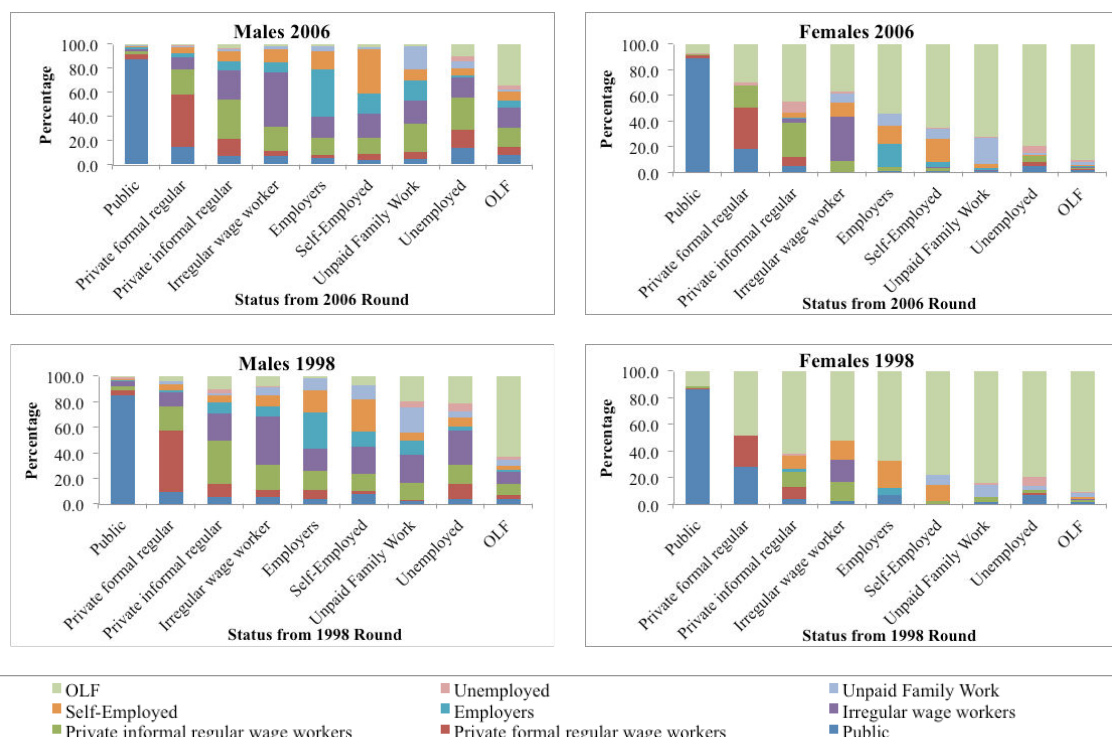 Males 2006
Percentage
100.0
80.0
60.0
40.0
20.0
0.0
Public
Private formal regular
Private informal regular
Irregular wage worker
Employers
Self-Employed
Unpaid Family Work
Unemployed
OLF
Status from 2006 Round
Females 2006
Percentage
100.0
80.0
60.0
40.0
20.0
0.0
Public
Private formal regular
Private informal regular
Irregular wage worker
Employers
Self-Employed
Unpaid Family Work
Unemployed
OLF
Status from 2006 Round
Males 1998
Percentage
100.0
80.0
60.0
40.0
20.0
0.0
Public
Private formal regular
Private informal regular
Irregular wage worker
Employers
Self-Employed
Unpaid Family Work
Unemployed
OLF
Status from 1998 Round
Females 1998
Percentage
100.0
80.0
60.0
40.0
20.0
0.0
Public
Private formal regular
Private informal regular
Irregular wage worker
Employers
Self-Employed
Unpaid Family Work
Unemployed
OLF
Status from 1998 Round
OLF
Unemployed
Unpaid Family Work
Self-Employed
Employers
Irregular wage workers
Private informal regular wage workers
Private formal regular wage workers
Public